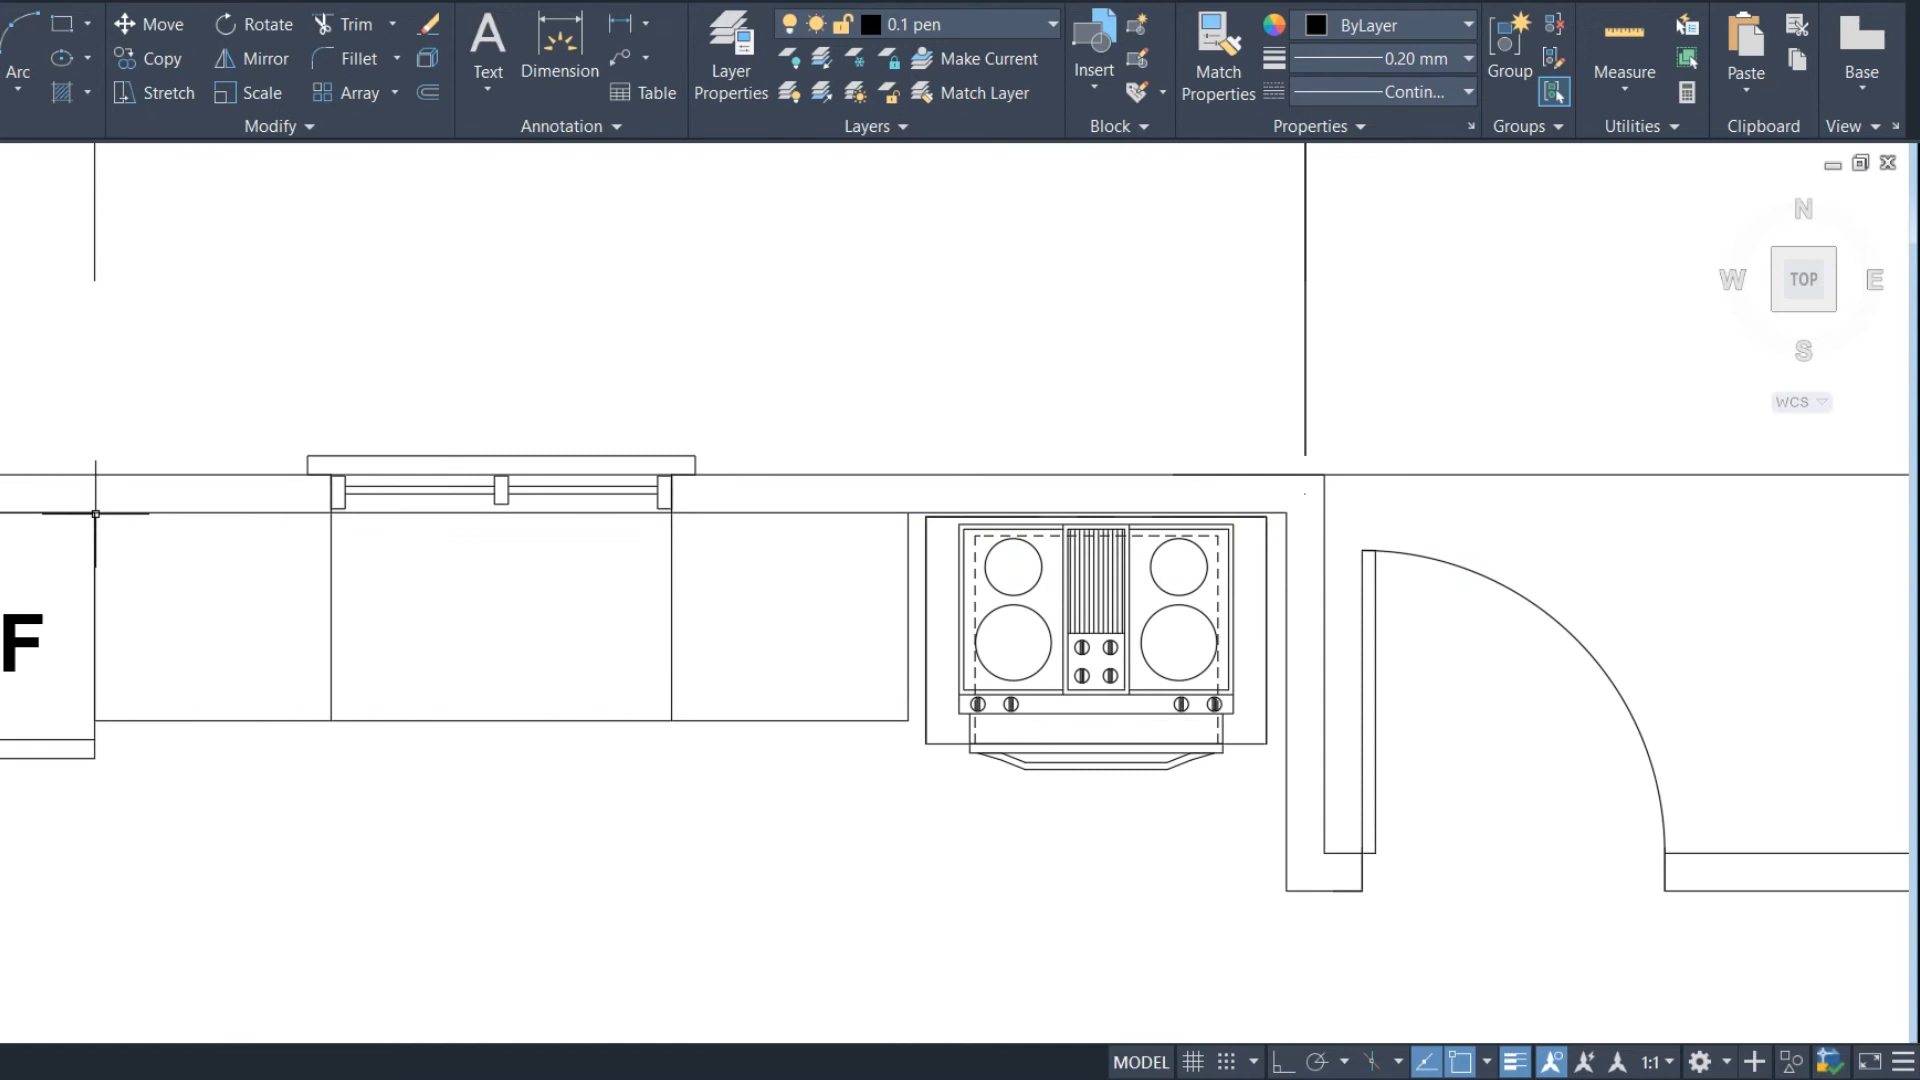 Arc
Move
Copy
Stretch
Rotate
Mirror
Scale
Trim
Fillet
Array
Modify
Text
Dimension
Table
Annotation
Layer
Properties
0.1 pen
Make Current
Match Layer
Layers
Insert
Block
Match
Properties
ByLayer
0.20 mm
Contin...
Properties
Group
Groups
Measure
Utilities
Paste
Clipboard
Base
View
N
W
TOP
E
S
WCS
F
MODEL
1:1